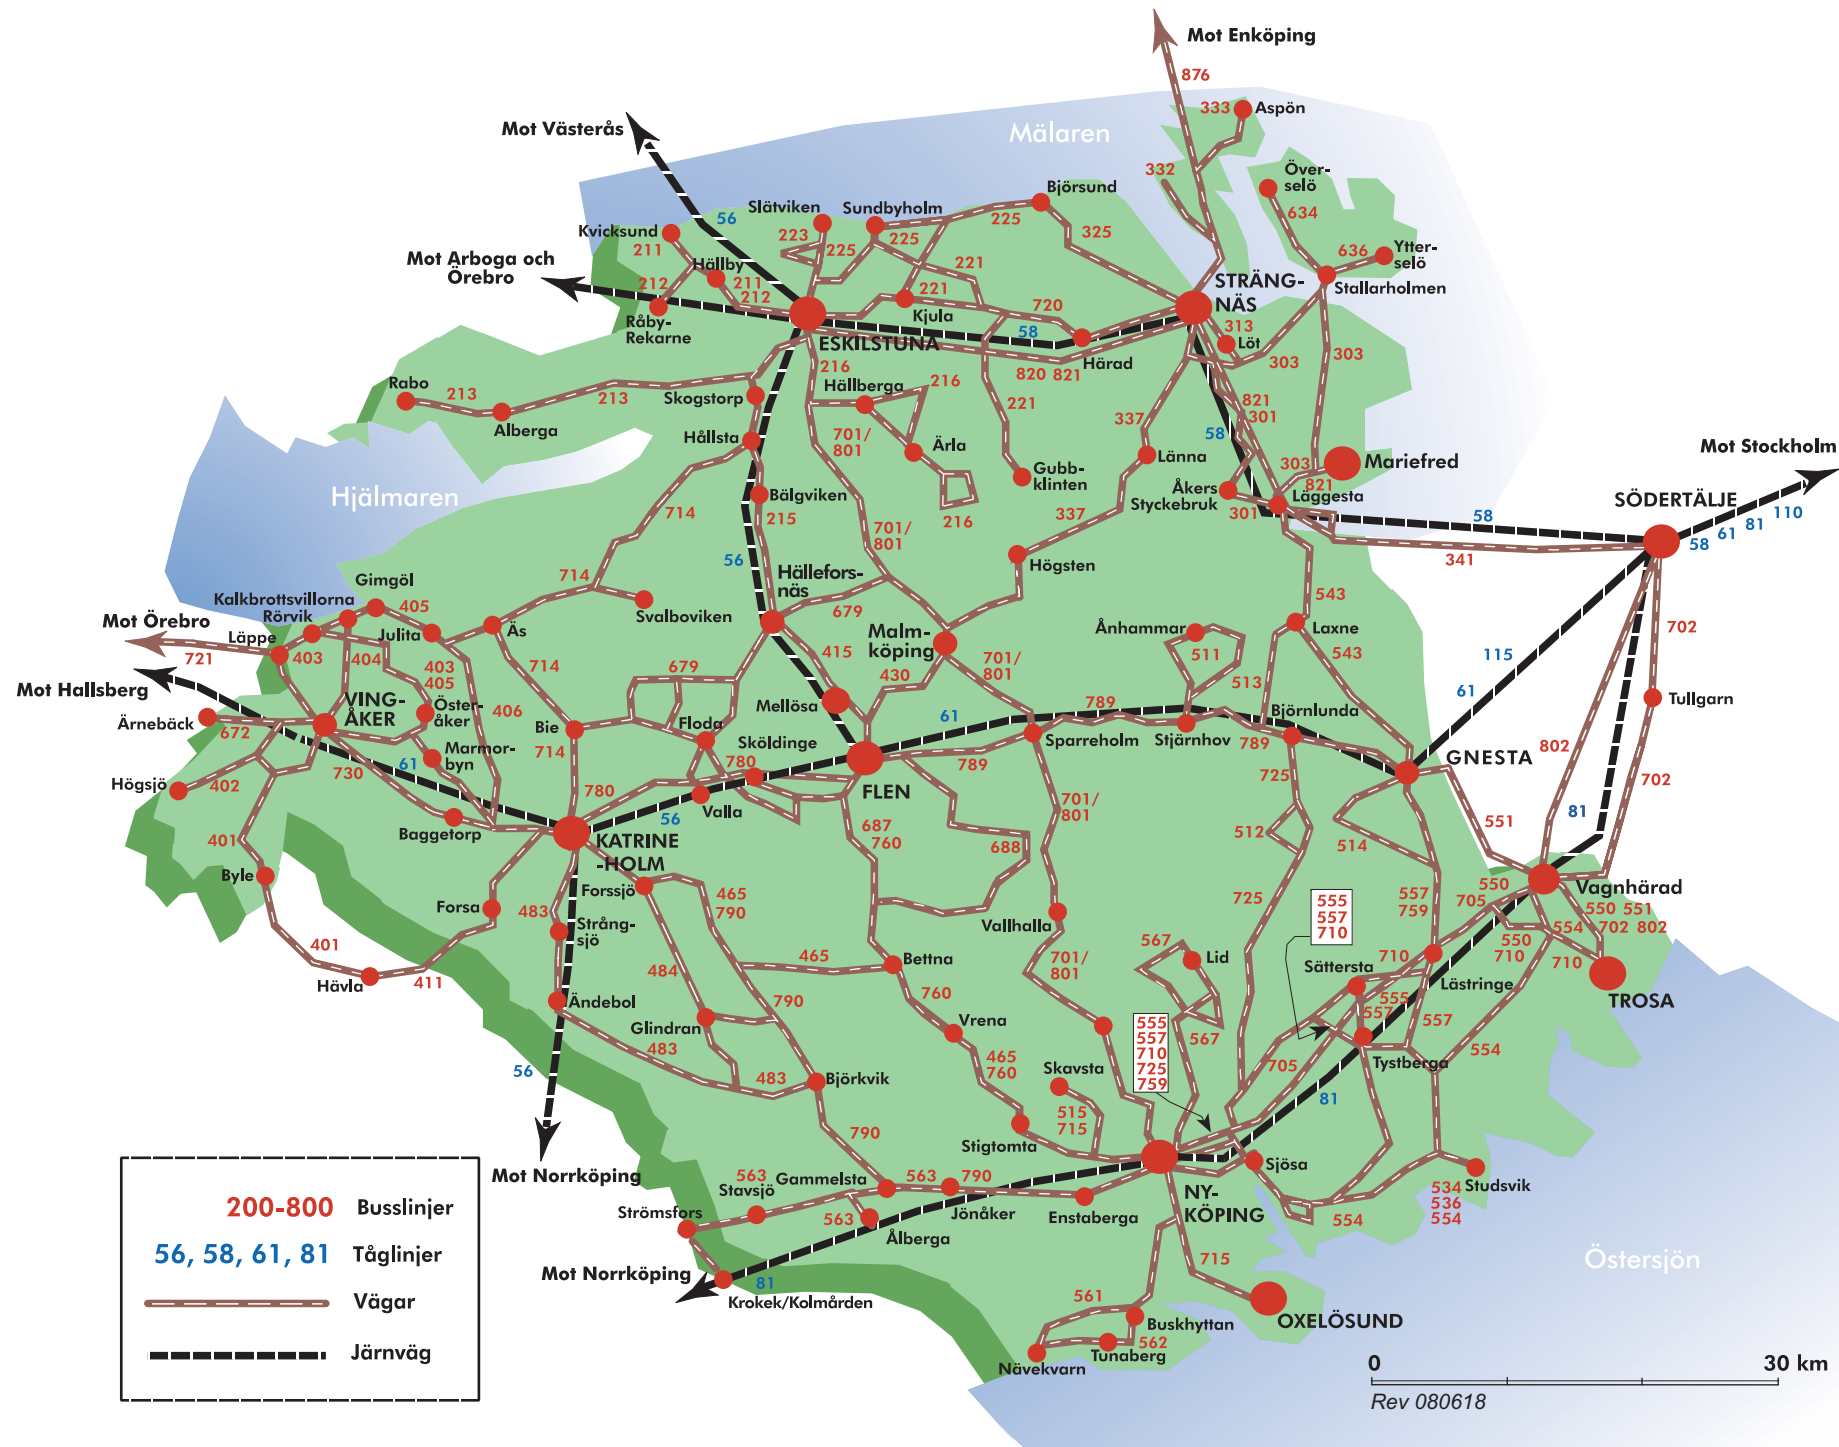 Mot Enköping
876
333
Aspön
Mälaren
Mot Västerås
332
Över-
selö
Björsund
634
Slätviken
Sundbyholm
56
225
Kvicksund
223
225
225
325
636
Ytter-
selö
211
Mot Arboga och
Örebro
Hällby
211
212
212
221
221
STRÄNG-
NÄS
Stallarholmen
Kjula
720
Råby-
Rekarne
58
313
Löt
ESKILSTUNA
Härad
303
303
216
820 821
Rabo
213
213
Hällberga
216
Skogstorp
Alberga
221
821
301
337
701/
801
58
Hållsta
Ärla
Mot Stockholm
Länna
303
Mariefred
Gubb-
klinten
821
Åkers
Styckebruk
Läggesta
SÖDERTÄLJE
Hjälmaren
Bälgviken
714
215
216
337
301
58
58
61
81
110
701/
801
341
56
Högsten
Hällefors-
näs
714
Svalboviken
543
679
Gimgöl
Kalkbrottsvillorna
405
Rörvik
Mot Örebro
Läppe
Julita
Äs
Malm-
köping
Ånhammar
Laxne
702
721
403
404
403
405
511
543
115
714
679
415
430
701/
801
Mot Hallsberg
VING-
ÅKER
Öster-
åker
406
513
61
Mellösa
Tullgarn
Ärnebäck
672
Bie
Floda
61
789
Björnlunda
Sköldinge
Sparreholm
Stjärnhov
789
802
Marmor-
byn
714
61
GNESTA
780
789
725
730
Högsjö
402
702
780
FLEN
Valla
56
701/
801
551
81
Baggetorp
687
760
512
514
401
KATRINE
-HOLM
688
Byle
Forssjö
550
Vagnhärad
465
790
557
759
705
555
557
710
550 551
Forsa
483
725
Vallhalla
554
702 802
Sträng-
sjö
401
550
710
567
Lid
Bettna
465
701/
801
710
710
Sättersta
484
Hävla
411
Lästringe
TROSA
760
555
557
Ändebol
790
555
557
710
725
759
Vrena
Glindran
557
567
554
483
465
760
705
Tystberga
Skavsta
56
483
Björkvik
81
515
715
790
Stigtomta
Sjösa
Mot Norrköping
563
Gammelsta
563
790
Studsvik
534
536
554
200-800
Busslinjer
Stavsjö
NY-
KÖPING
Strömsfors
563
Jönåker
Enstaberga
554
Ålberga
56, 58, 61, 81
Tåglinjer
715
Östersjön
Mot Norrköping
81
Krokek/Kolmården
Vägar
561
Buskhyttan
OXELÖSUND
Järnväg
562
Tunaberg
Nävekvarn
0
30 km
Rev 080618